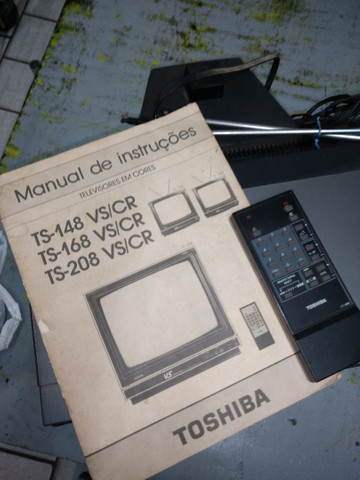 Manual de instruções
TELEVISORES EM CORES
TS-148 VS/CR
TS-168 VS/CR
TS-208 VS/CR
VS
TOSHIBA
TOSHIBA